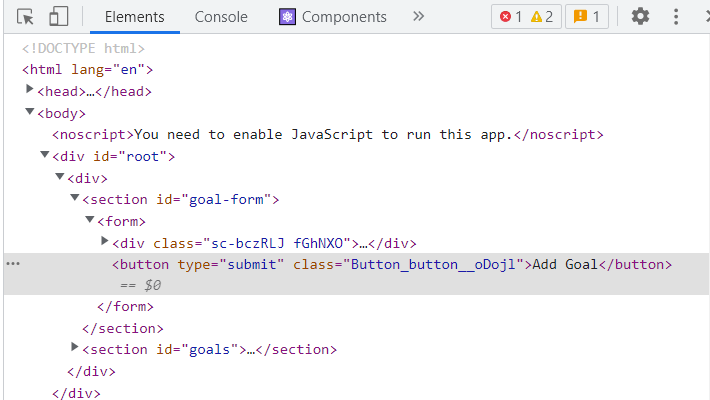 Elements Console Components » 1 2 1
<!DOCTYPE html>
<html lang="en">
<head>…</head>
<body>
<noscript>You need to enable JavaScript to run this app.</noscript>
<div id="root">
<div>
<section id="goal-form">
<form>
<div class="sc-bczRLJ fGhNXO">…</div>
<button type="submit" class="Button_button__oDojl">Add Goal</button>
== $0
</form>
</section>
<section id="goals">…</section>
</div>
</div>